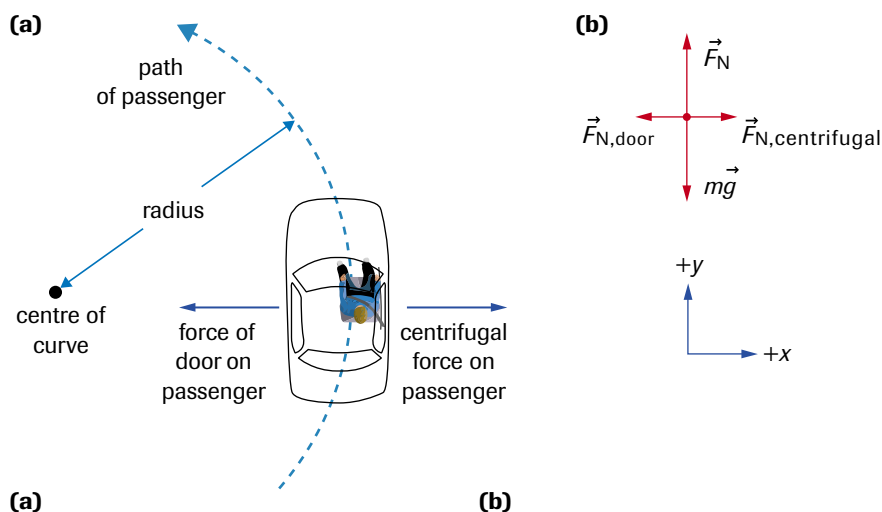 (a)
path
of passenger
radius
centre of
curve
force of
door on
passenger
centrifugal
force on
passenger
(b)
F⃗N
F⃗N,door
F⃗N,centrifugal
mg⃗
+y
+x
(a)
(b)